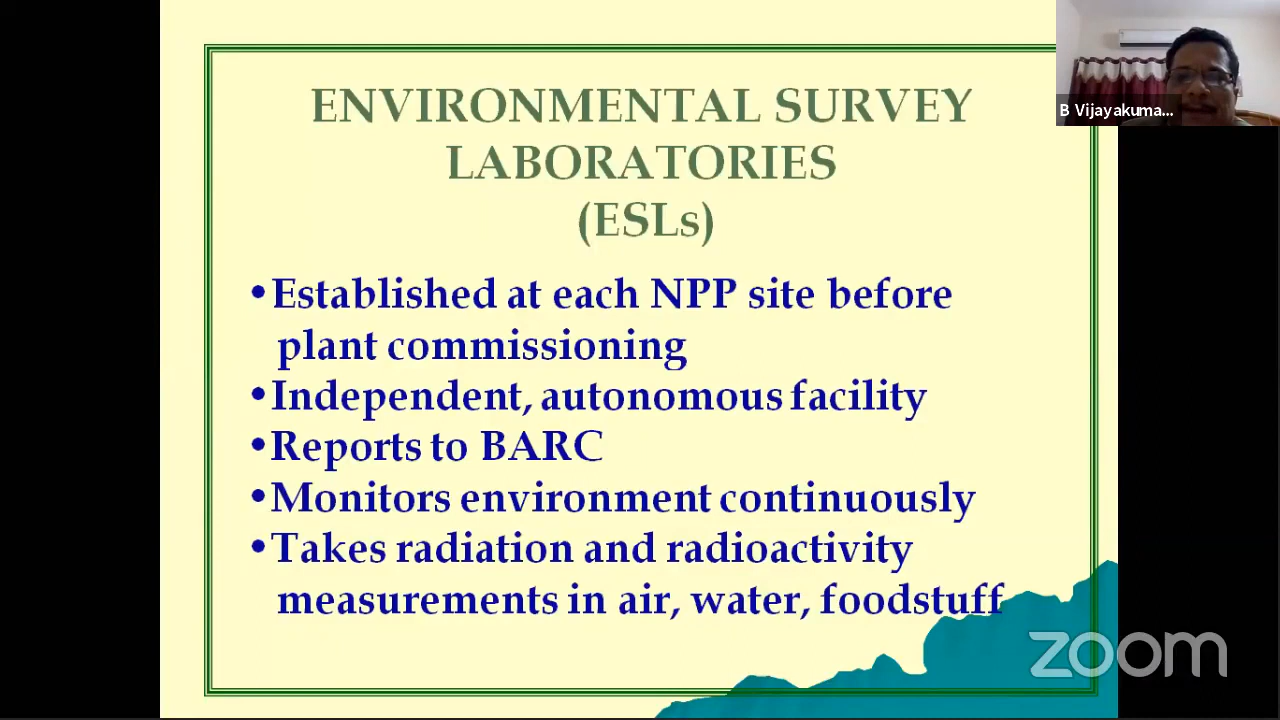 ENVIRONMENTAL SURVEY
LABORATORIES
(ESLs)
•Established at each NPP site before
plant commissioning
•Independent, autonomous facility
•Reports to BARC
•Monitors environment continuously
•Takes radiation and radioactivity
measurements in air, water, foodstuff
B Vijayakuma...
zoom